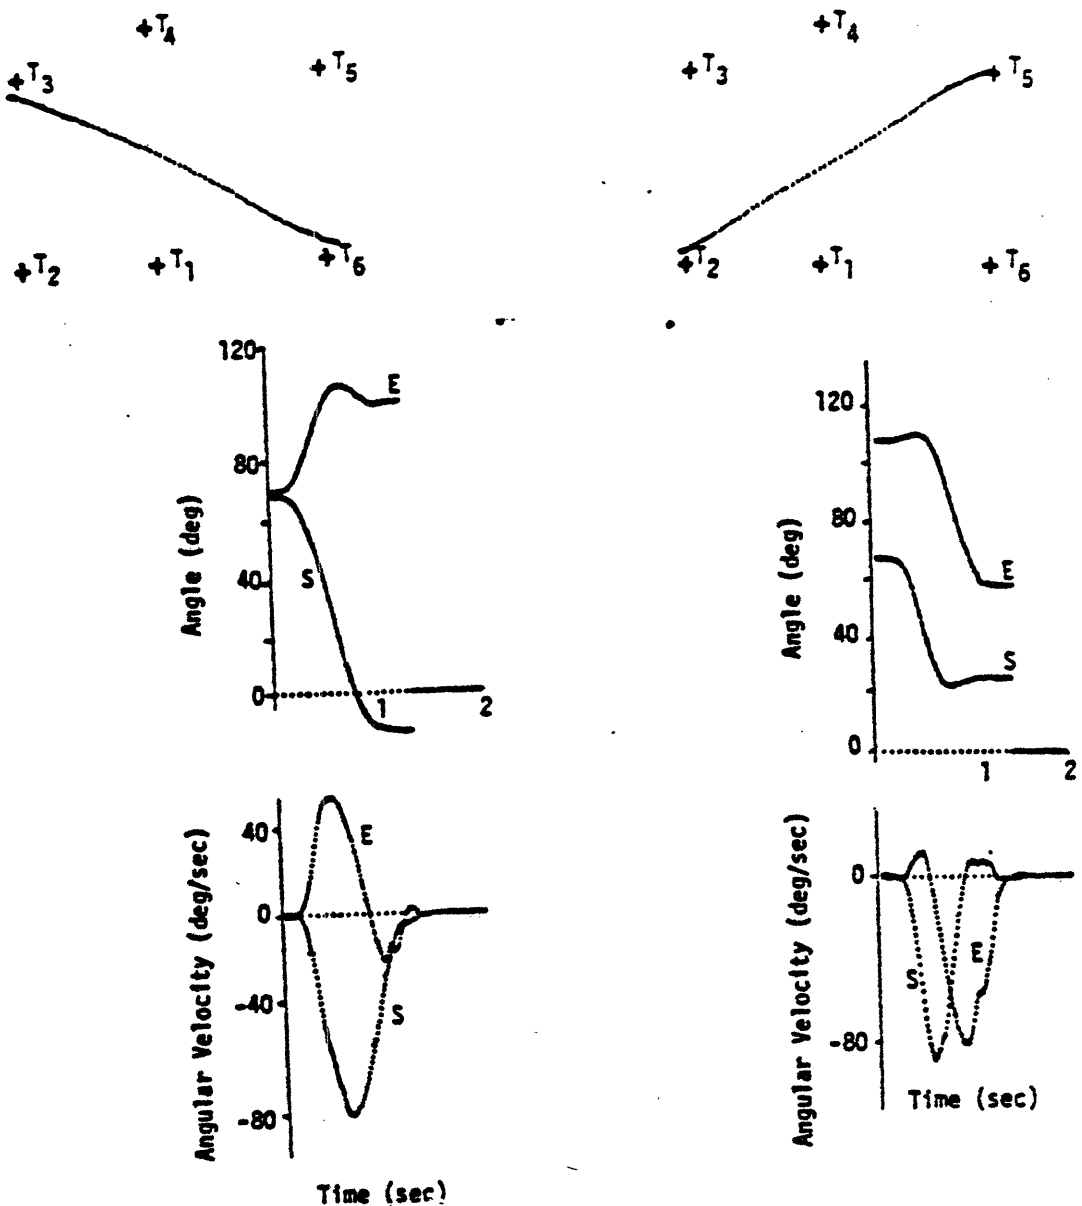 +T4 +T4
+T3 +T5 +T3 +T5
+T2 +T1 +T6 +T2 +T1 +T6
120
E
80
Angle (deg)
S
40
0
1 2
120
80
Angle (deg)
E
40
S
0
1 2
40
E
0
Angular Velocity (deg/sec)
-40
S
-80
Time (sec)
0
Angular Velocity (deg/sec)
E
S
-80
Time (sec)